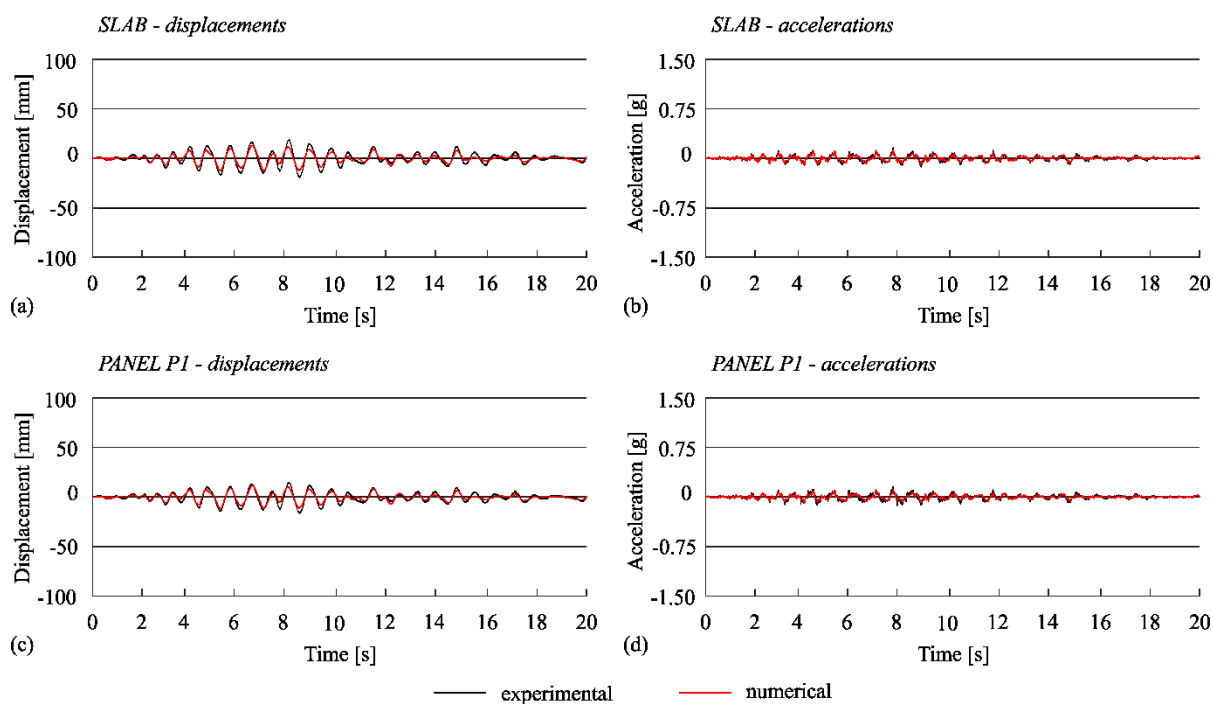 SLAB - displacements
100
50
0
-50
-100
Displacement [mm]
0 2 4 6 8 10 12 14 16 18 20
Time [s]
(a)
SLAB - accelerations
1.50
0.75
0
-0.75
-1.50
Acceleration [g]
0 2 4 6 8 10 12 14 16 18 20
Time [s]
(b)
PANEL P1 - displacements
100
50
0
-50
-100
Displacement [mm]
0 2 4 6 8 10 12 14 16 18 20
Time [s]
(c)
PANEL P1 - accelerations
1.50
0.75
0
-0.75
-1.50
Acceleration [g]
0 2 4 6 8 10 12 14 16 18 20
Time [s]
(d)
experimental
numerical